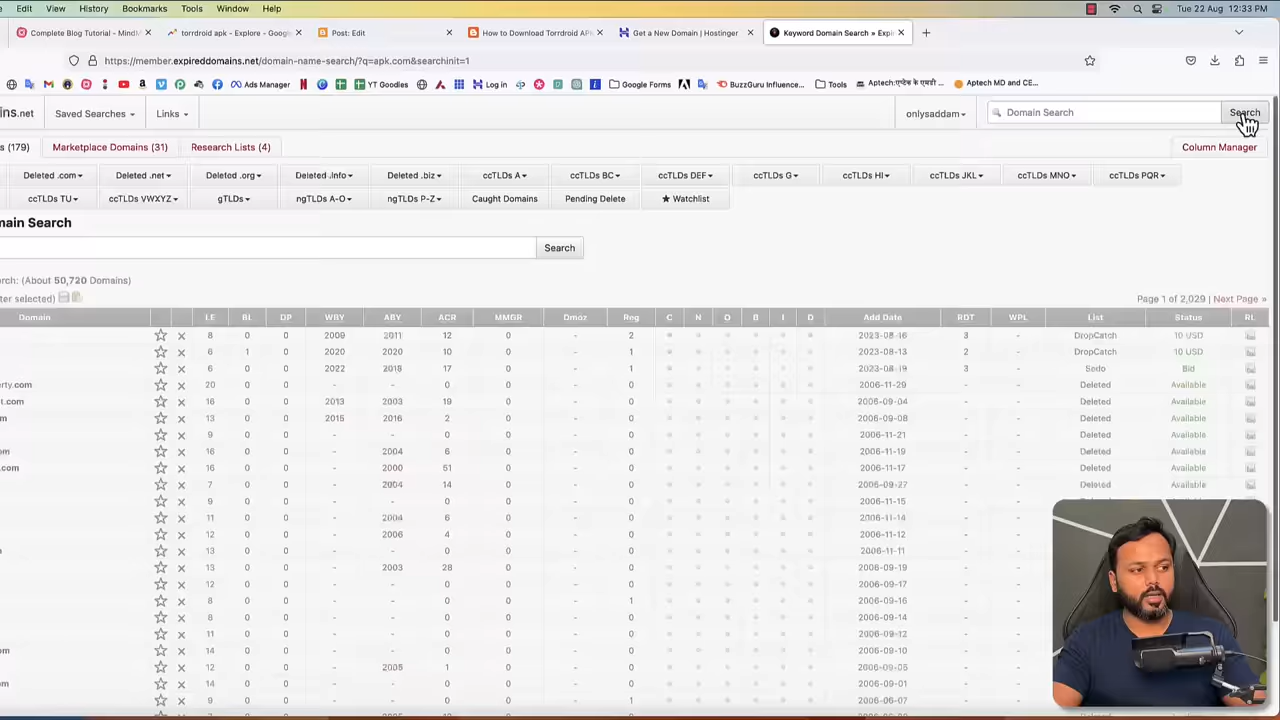 Edit View History Bookmarks Tools Window Help Tue 22 Aug 12:33 PM
Complete Blog Tutorial - MindM torrdroid apk - Explore - Google Post: Edit How to Download Torrdroid APK Get a New Domain | Hostinger Keyword Domain Search » Expi
https://member.expireddomains.net/domain-name-search/?q=apk.com&searchinit=1
Ads Manager YT Goodies Log in Google Forms BuzzGuru Influence... Tools Aptech:एप्टेक के एमडी ... Aptech MD and CE...
ns.net Saved Searches Links onlysaddam Domain Search Search
s (179) Marketplace Domains (31) Research Lists (4) Column Manager
Deleted .com Deleted .net Deleted .org Deleted .info Deleted .biz ccTLDs A ccTLDs BC ccTLDs DEF ccTLDs G ccTLDs HI ccTLDs JKL ccTLDs MNO ccTLDs PQR
ccTLDs TU ccTLDs VWXYZ gTLDs ngTLDs A-O ngTLDs P-Z Caught Domains Pending Delete Watchlist
main Search
Search
rch: (About 50,720 Domains)
ter selected) Page 1 of 2,029 | Next Page »
Domain LE BL DP WBY ABY ACR MMGR Dmoz Reg C N O B I D Add Date RDT WPL List Status RL
8 0 0 2009 2011 12 0 - 2 2023-08-16 3 - DropCatch 10 USD
6 1 0 2020 2020 10 0 - 1 2023-08-13 2 - DropCatch 10 USD
6 0 0 2022 2018 17 0 - 1 2023-08-19 3 - Sedo Bid
erty.com 20 0 0 - - 0 0 - 0 2006-11-29 - - Deleted Available
t.com 16 0 0 2013 2003 19 0 - 0 2006-09-04 - - Deleted Available
m 13 0 0 2015 2016 2 0 - 0 2006-09-08 - - Deleted Available
9 0 0 - - 0 0 - 0 2006-11-21 - - Deleted Available
om 16 0 0 - 2004 6 0 - 0 2006-11-19 - - Deleted Available
.com 16 0 0 - 2000 51 0 - 0 2006-11-17 - - Deleted Available
7 0 0 - 2004 14 0 - 0 2006-09-27 - - Deleted Available
9 0 0 - - 0 0 - 0 2006-11-15 - -
11 0 0 - 2004 6 0 - 0 2006-11-14 - -
12 0 0 - 2006 4 0 - 0 2006-11-12 - -
13 0 0 - - 0 0 - 0 2006-11-11 - -
13 0 0 - 2003 28 0 - 0 2006-09-19 - -
12 0 0 - - 0 0 - 0 2006-09-17 - -
8 0 0 - - 0 0 - 1 2006-09-16 - -
8 0 0 - - 0 0 - 0 2006-09-14 - -
11 0 0 - - 0 0 - 0 2006-09-12 - -
om 14 0 0 - - 0 0 - 0 2006-09-10 - -
12 0 0 - 2005 1 0 - 0 2006-09-05 - -
om 14 0 0 - - 0 0 - 0 2006-09-01 - -
9 0 0 - - 0 0 - 1 2006-06-07 - -